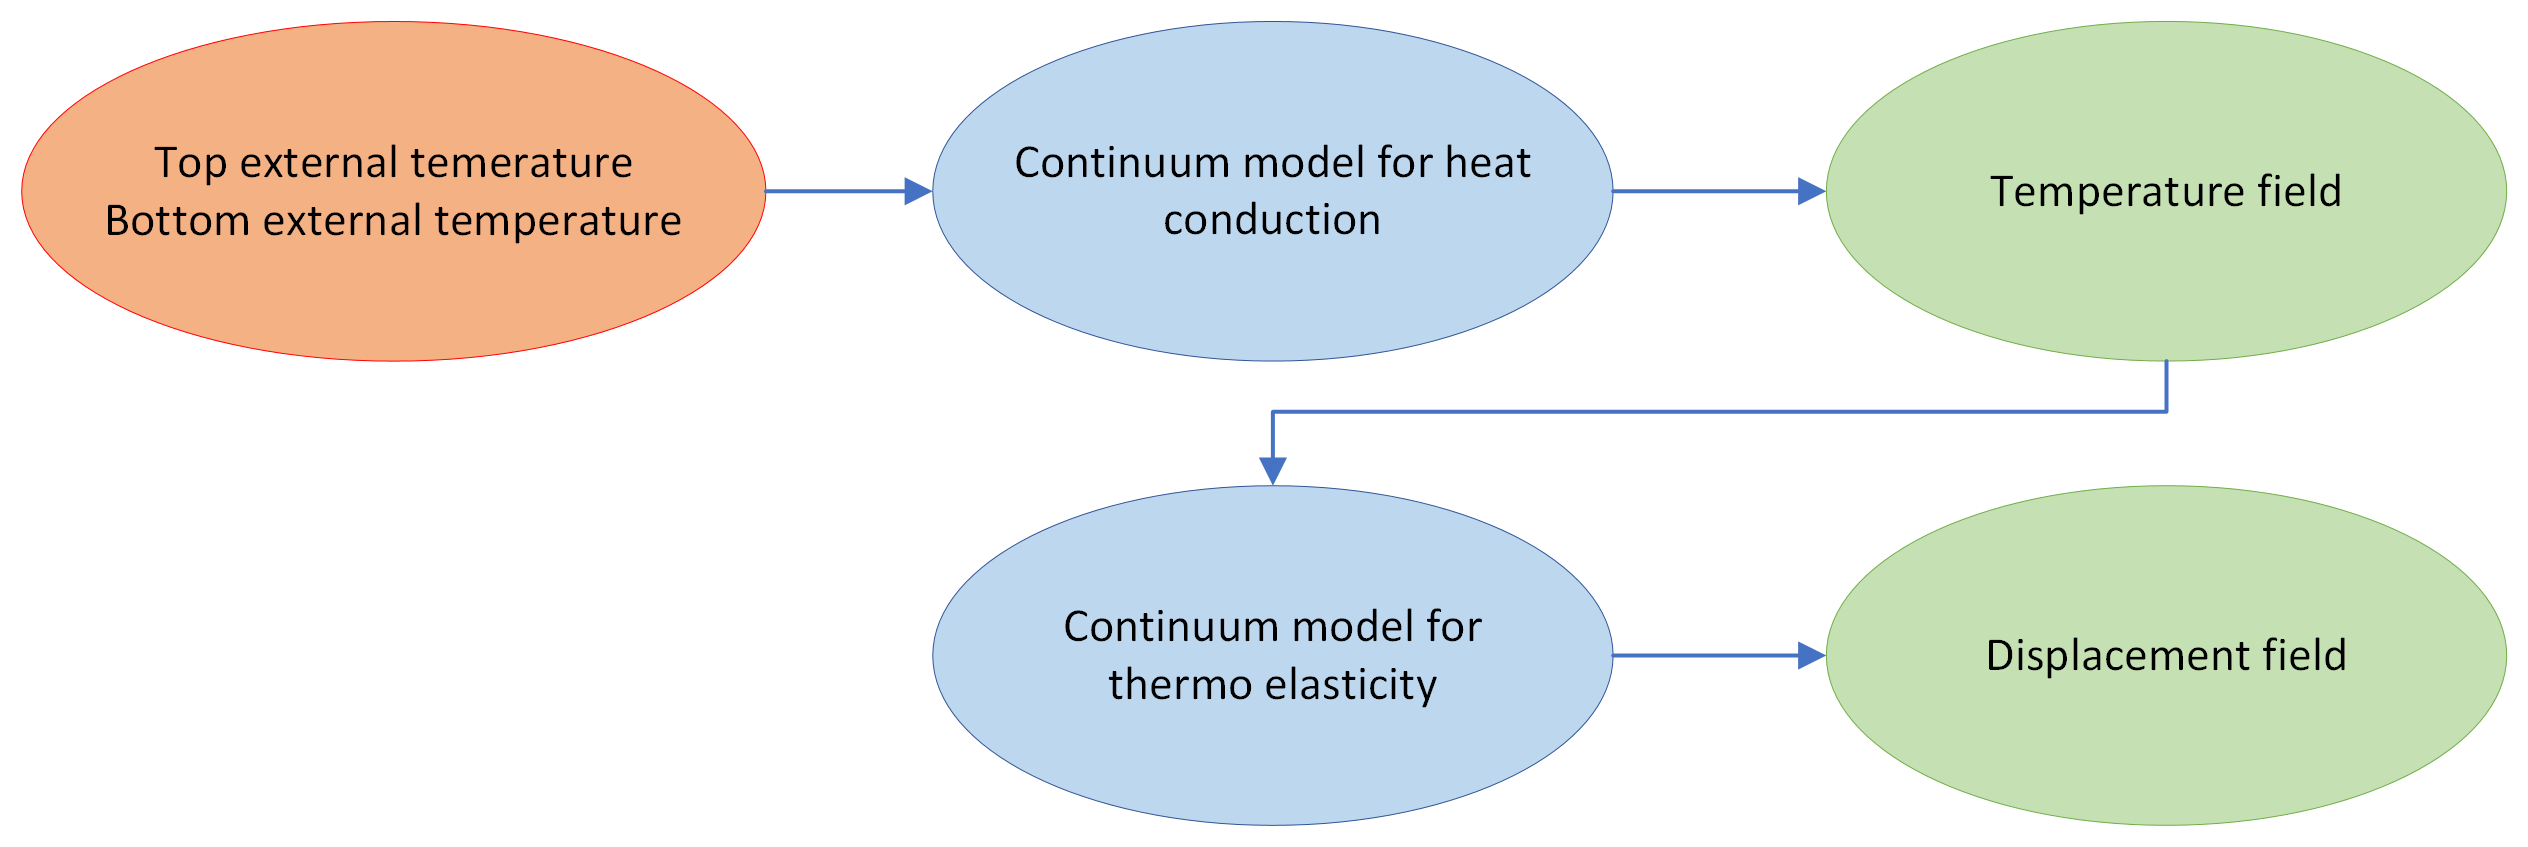 Top external temerature
Bottom external temperature
Continuum model for heat
conduction
Temperature field
Continuum model for
thermo elasticity
Displacement field